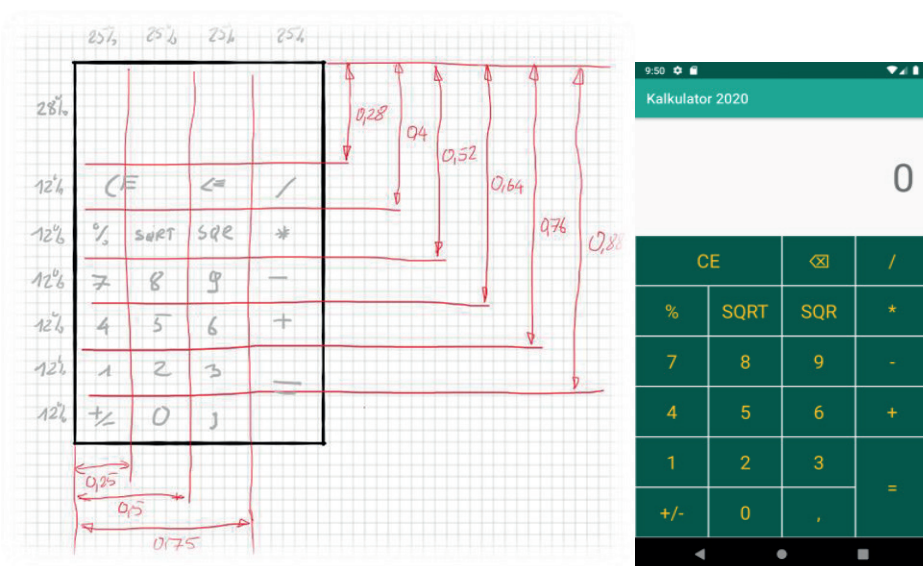 25% 25% 25% 25%
28%
0,28
0,4
0,52
0,64
0,76
0,88
12% CE <= /
12% % SQRT SQR *
12% 7 8 9 -
12% 4 5 6 +
12% 1 2 3 =
12% +/- 0 ,
0,25
0,5
0,75
9:50
Kalkulator 2020
0
CE /
% SQRT SQR *
7 8 9 -
4 5 6 +
1 2 3
=
+/- 0 ,